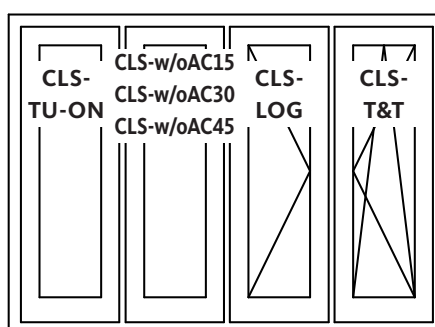 CLS-
TU-ON
CLS-w/oAC15
CLS-w/oAC30
CLS-w/oAC45
CLS-
LOG
CLS-
T&T